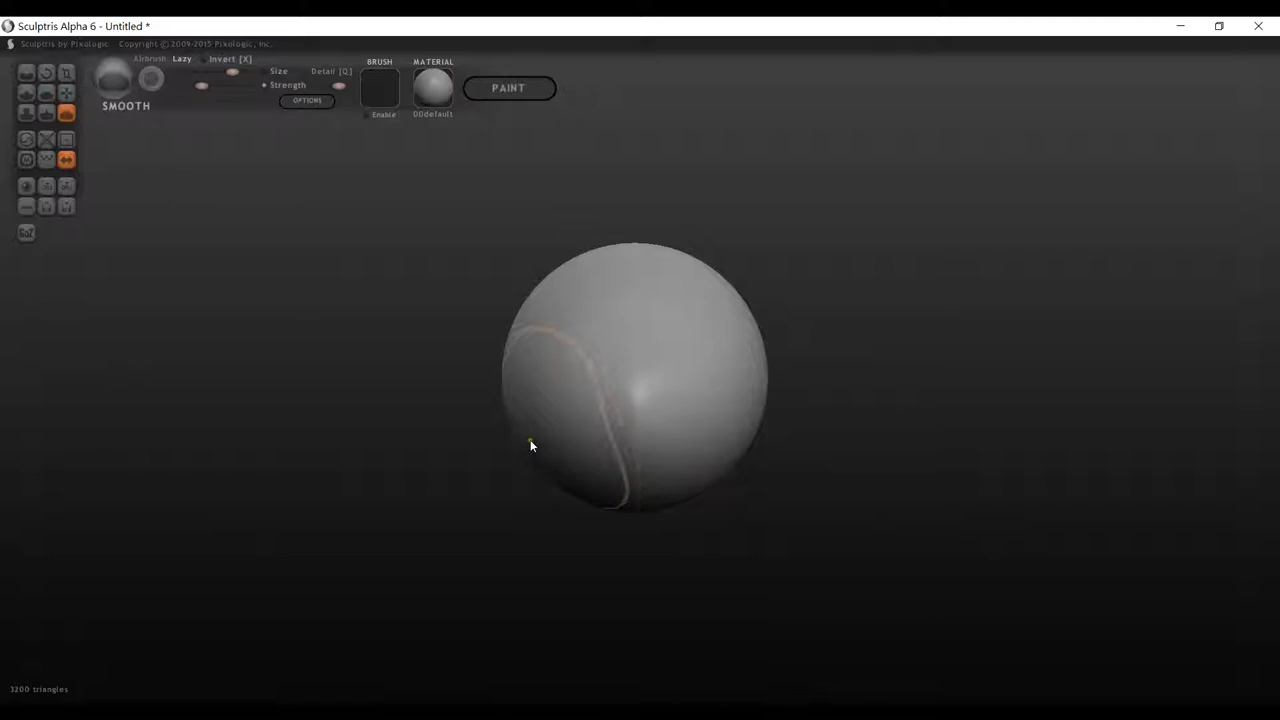 Sculptris Alpha 6 - Untitled *
Sculptris by Pixologic Copyright © 2009-2015 Pixologic, Inc.
Airbrush Lazy Invert [X]
SMOOTH
Size Detail [Q]
Strength
OPTIONS
BRUSH
Enable
MATERIAL
00default
PAINT
GoZ
3200 triangles